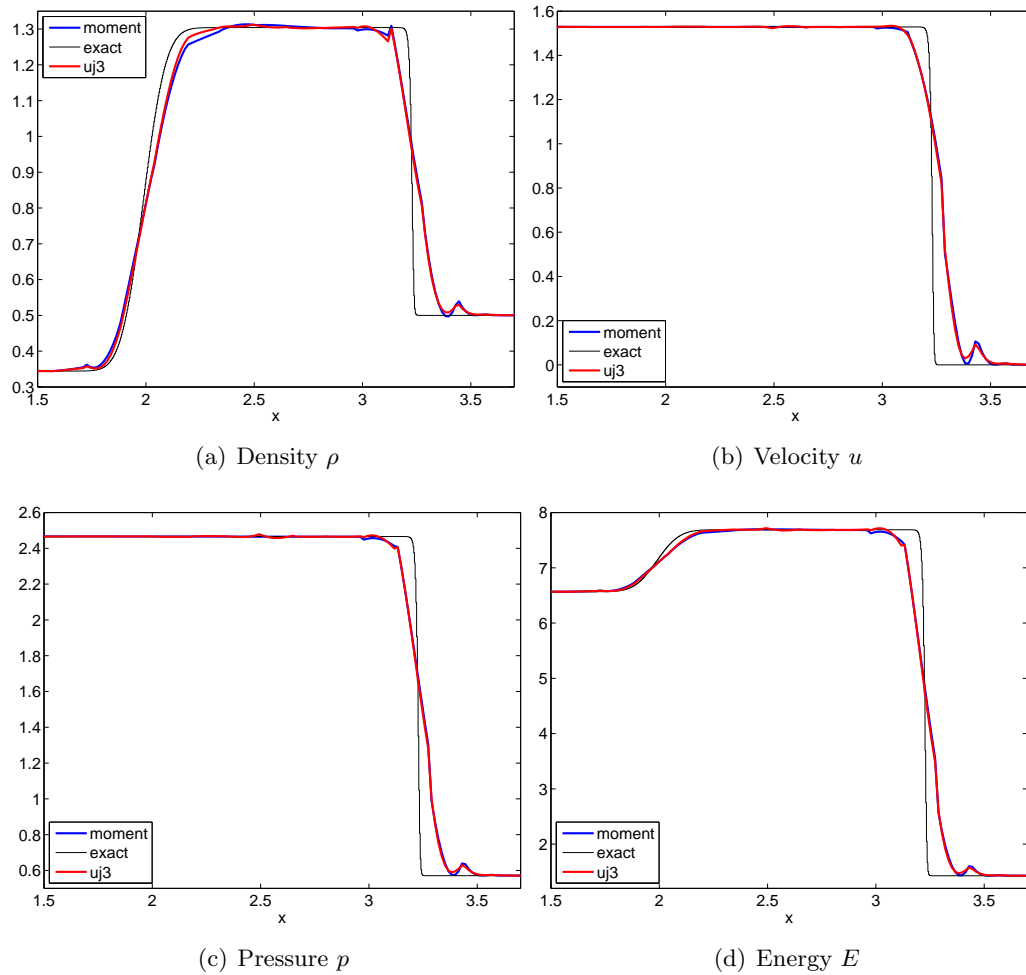 1.3
1.2
1.1
1
0.9
0.8
0.7
0.6
0.5
0.4
0.3
moment
exact
uj3
1.5 2 2.5 3 3.5
x
(a) Density ρ
1.6
1.4
1.2
1
0.8
0.6
0.4
0.2
0
moment
exact
uj3
1.5 2 2.5 3 3.5
x
(b) Velocity u
2.6
2.4
2.2
2
1.8
1.6
1.4
1.2
1
0.8
0.6
moment
exact
uj3
1.5 2 2.5 3 3.5
x
(c) Pressure p
8
7
6
5
4
3
2
moment
exact
uj3
1.5 2 2.5 3 3.5
x
(d) Energy E